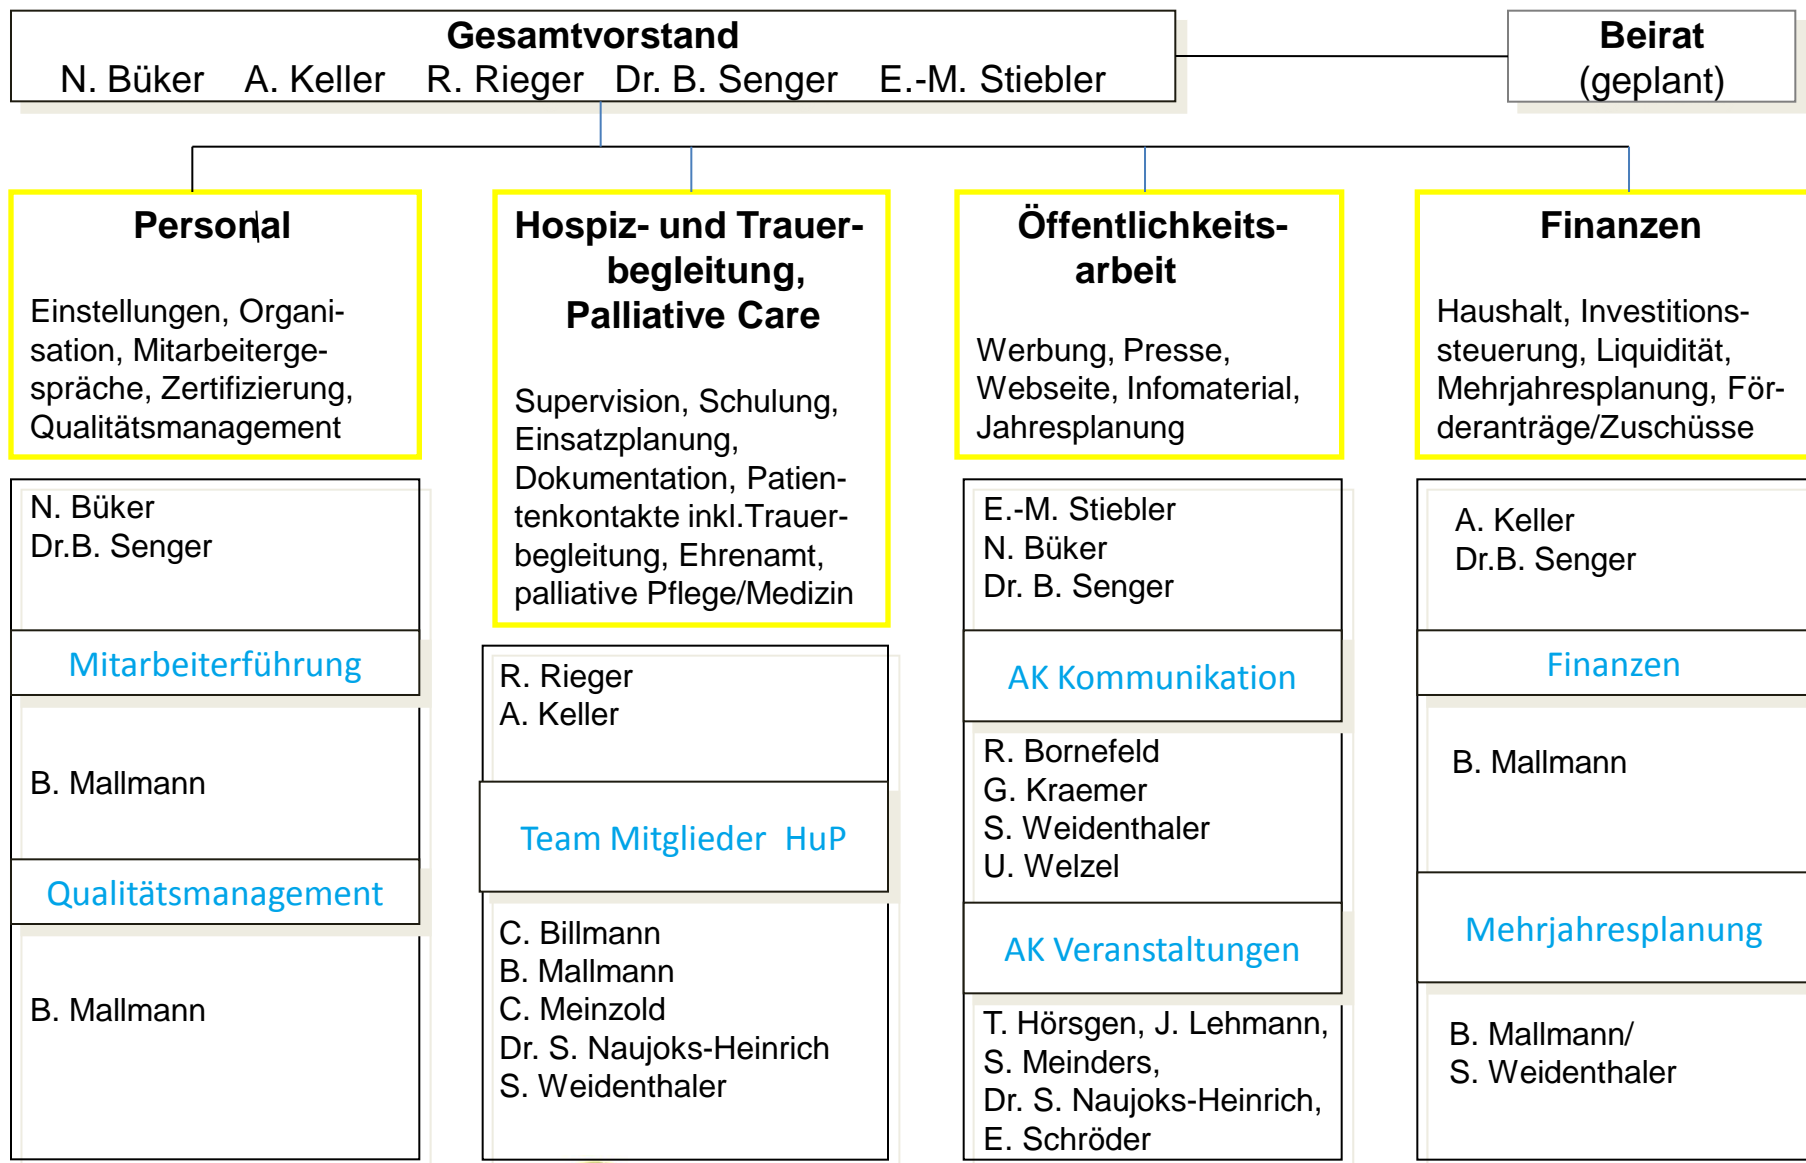 Gesamtvorstand
N. Büker A. Keller R. Rieger Dr. B. Senger E.-M. Stiebler
Beirat
(geplant)
Personal
Einstellungen, Organi-
sation, Mitarbeiterge-
spräche, Zertifizierung,
Qualitätsmanagement
N. Büker
Dr.B. Senger
Mitarbeiterführung
B. Mallmann
Qualitätsmanagement
B. Mallmann
Hospiz- und Trauer-
begleitung,
Palliative Care
Supervision, Schulung,
Einsatzplanung,
Dokumentation, Patien-
tenkontakte inkl.Trauer-
begleitung, Ehrenamt,
palliative Pflege/Medizin
R. Rieger
A. Keller
Team Mitglieder HuP
C. Billmann
B. Mallmann
C. Meinzold
Dr. S. Naujoks-Heinrich
S. Weidenthaler
Öffentlichkeits-
arbeit
Werbung, Presse,
Webseite, Infomaterial,
Jahresplanung
E.-M. Stiebler
N. Büker
Dr. B. Senger
AK Kommunikation
R. Bornefeld
G. Kraemer
S. Weidenthaler
U. Welzel
AK Veranstaltungen
T. Hörsgen, J. Lehmann,
S. Meinders,
Dr. S. Naujoks-Heinrich,
E. Schröder
Finanzen
Haushalt, Investitions-
steuerung, Liquidität,
Mehrjahresplanung, För-
deranträge/Zuschüsse
A. Keller
Dr.B. Senger
Finanzen
B. Mallmann
Mehrjahresplanung
B. Mallmann/
S. Weidenthaler